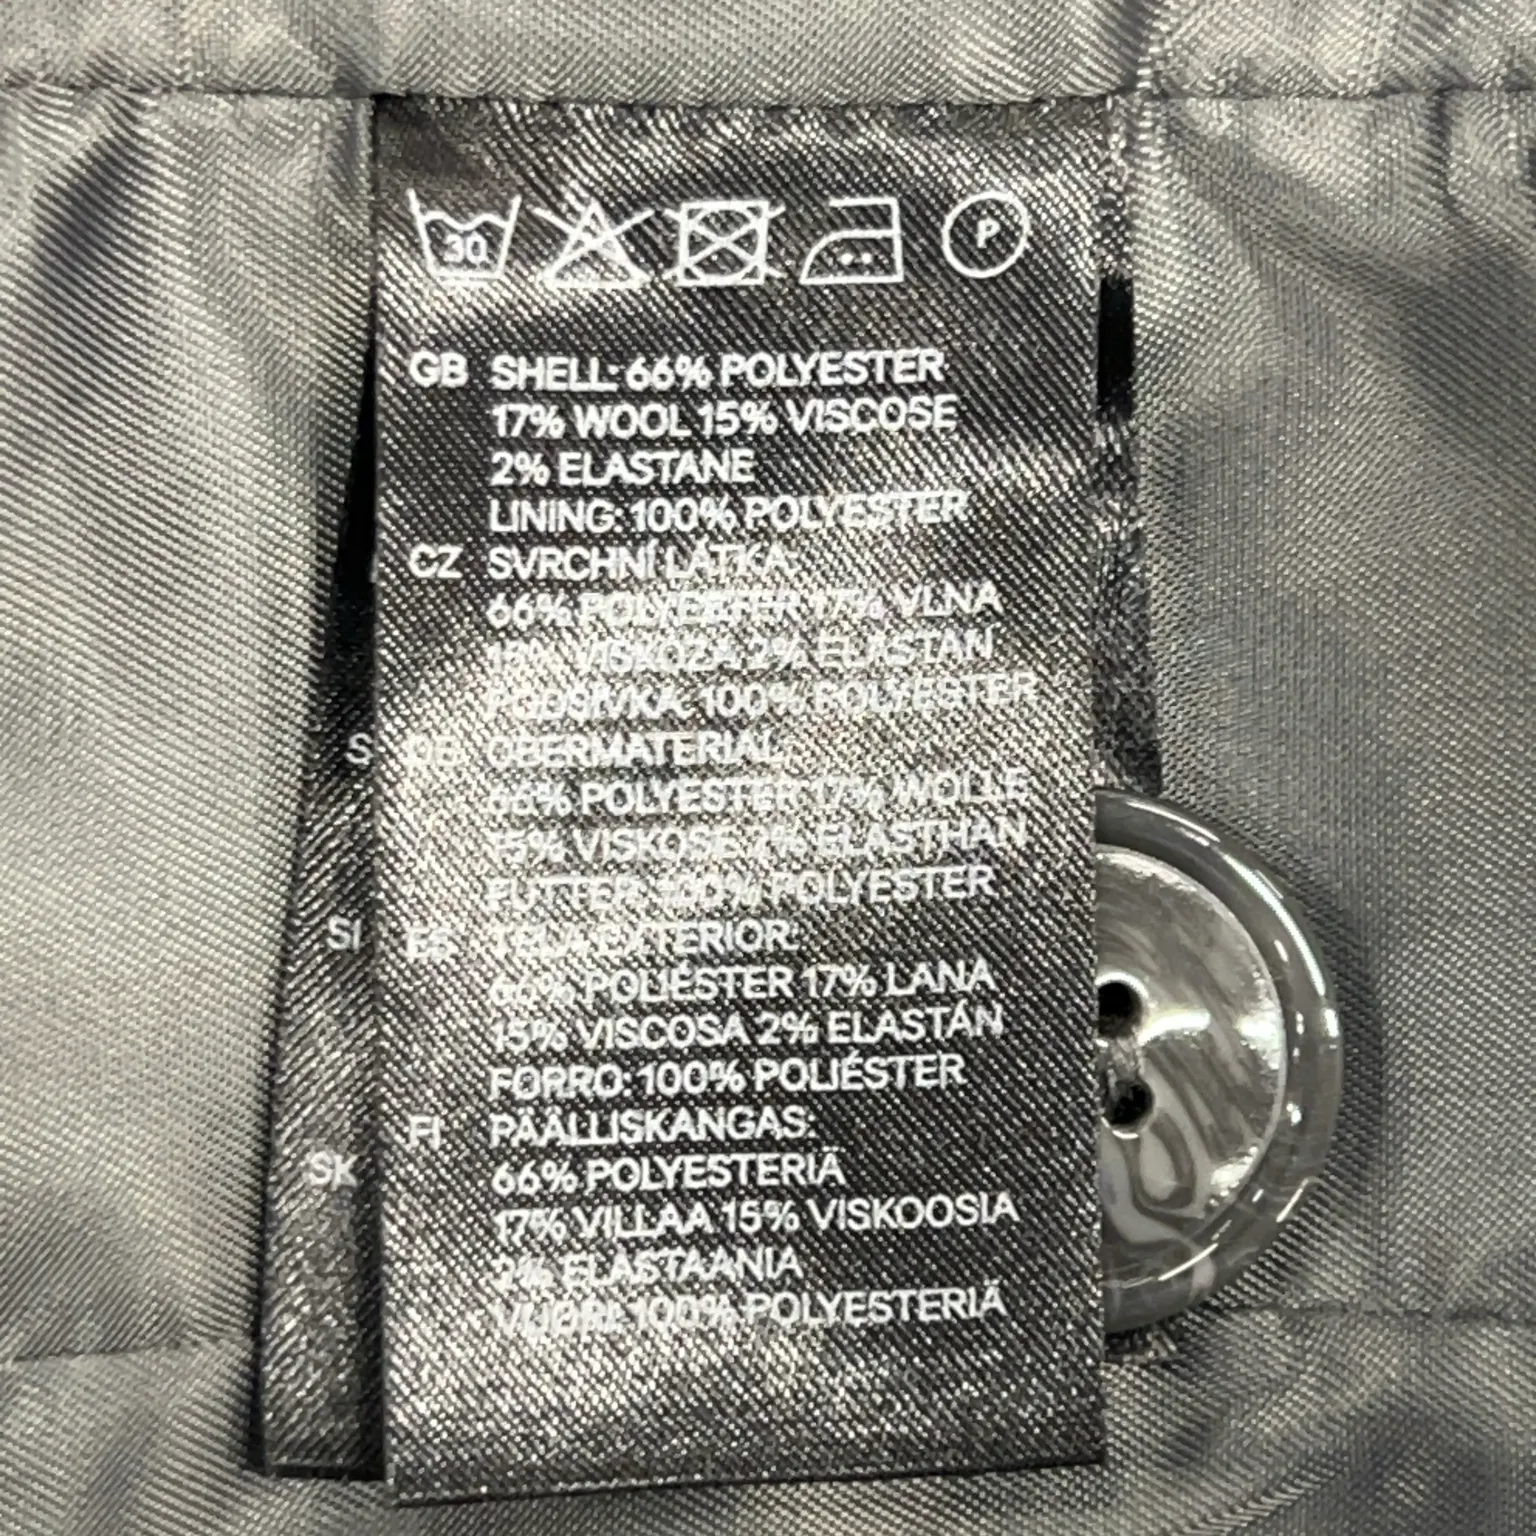 30
P
GB SHELL: 66% POLYESTER
17% WOOL 15% VISCOSE
2% ELASTANE
LINING: 100% POLYESTER
CZ SVRCHNÍ LÁTKA:
66% POLYESTER 17% VLNA
15% VISKÓZA 2% ELASTAN
PODŠÍVKA: 100% POLYESTER
S
DE OBERMATERIAL:
66% POLYESTER 17% WOLLE
15% VISKOSE 2% ELASTHAN
FUTTER: 100% POLYESTER
SI
ES TELA EXTERIOR:
66% POLIÉSTER 17% LANA
15% VISCOSA 2% ELASTÁN
FORRO: 100% POLIÉSTER
FI PÄÄLLISKANGAS:
SK
66% POLYESTERIÄ
17% VILLAA 15% VISKOOSIA
2% ELASTAANIA
VUORI: 100% POLYESTERIÄ